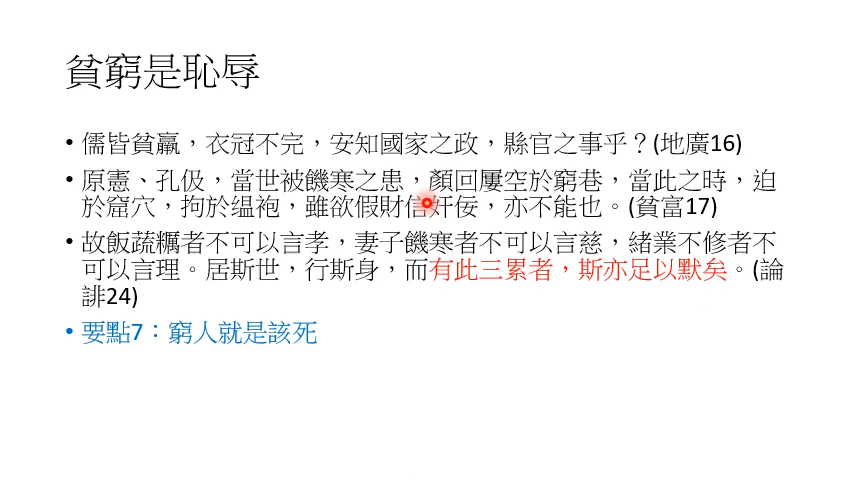 貧窮是恥辱
• 儒皆貧羸，衣冠不完，安知國家之政，縣官之事乎？(地廣16)
• 原憲、孔伋，當世被饑寒之患，顏回屢空於窮巷，當此之時，迫
於窟穴，拘於缊袍，雖欲假財信奸佞，亦不能也。(貧富17)
• 故飯蔬糲者不可以言孝，妻子饑寒者不可以言慈，緒業不修者不
可以言理。居斯世，行斯身，而有此三累者，斯亦足以默矣。(論
誹24)
• 要點7：窮人就是該死